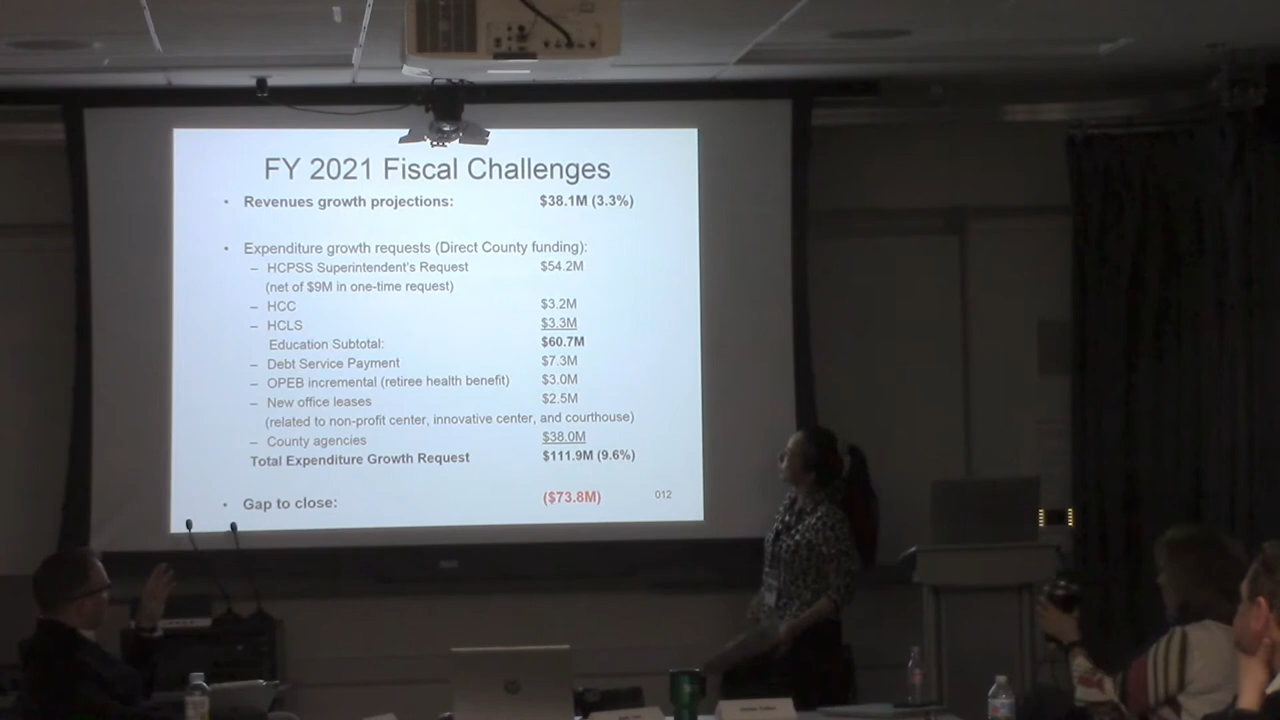 FY 2021 Fiscal Challenges
• Revenues growth projections: $38.1M (3.3%)
• Expenditure growth requests (Direct County funding):
– HCPSS Superintendent's Request $54.2M
(net of $9M in one-time request)
– HCC $3.2M
– HCLS $3.3M
Education Subtotal: $60.7M
– Debt Service Payment $7.3M
– OPEB incremental (retiree health benefit) $3.0M
– New office leases $2.5M
(related to non-profit center, innovative center, and courthouse)
– County agencies $38.0M
Total Expenditure Growth Request $111.9M (9.6%)
• Gap to close: ($73.8M)
012
hp